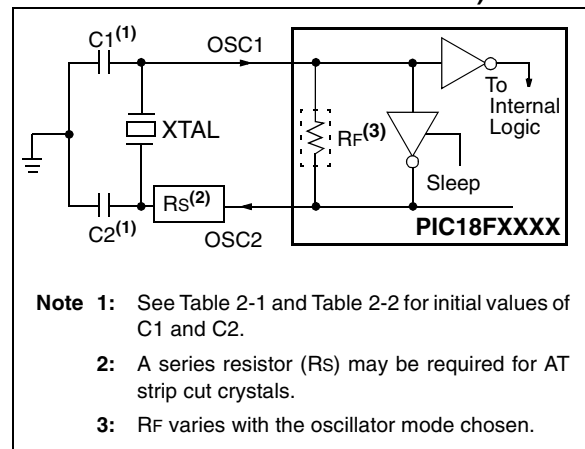 C1(1)
OSC1
To
Internal
Logic
XTAL
RF(3)
Sleep
C2(1)
RS(2)
OSC2
PIC18FXXXX
Note 1: See Table 2-1 and Table 2-2 for initial values of
C1 and C2.
2: A series resistor (RS) may be required for AT
strip cut crystals.
3: RF varies with the oscillator mode chosen.